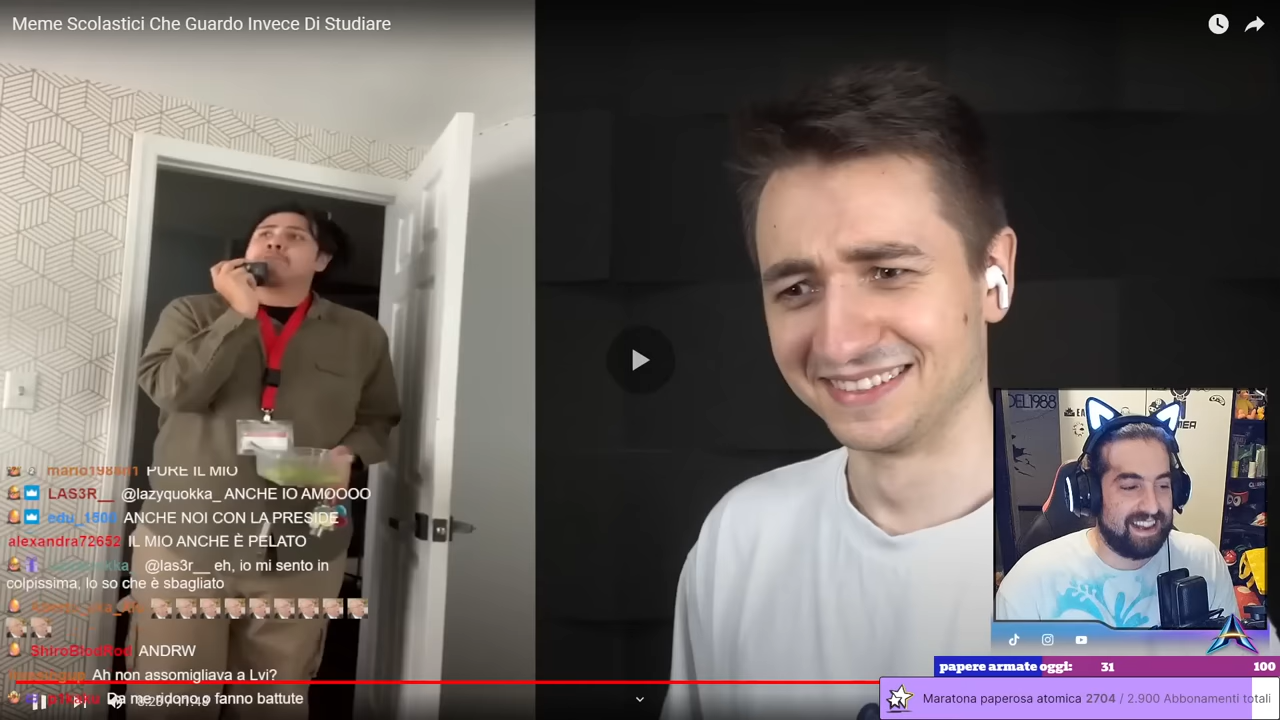 Meme Scolastici Che Guardo Invece Di Studiare
PURE IL MIO
LAS3R__ @lazyquokka_ ANCHE IO AMOOOO
edu_1500 ANCHE NOI CON LA PRESIDE
alexandra72652 IL MIO ANCHE È PELATO
@las3r__ eh, io mi sento in
colpissima, lo so che è sbagliato
ShiroBlodRod ANDRW
Ah non assomigliava a Lvi?
Da me ridono o fanno battute
DEL1988
papere armate oggi: 31 100
Maratona paperosa atomica 2704 / 2.900 Abbonamenti totali